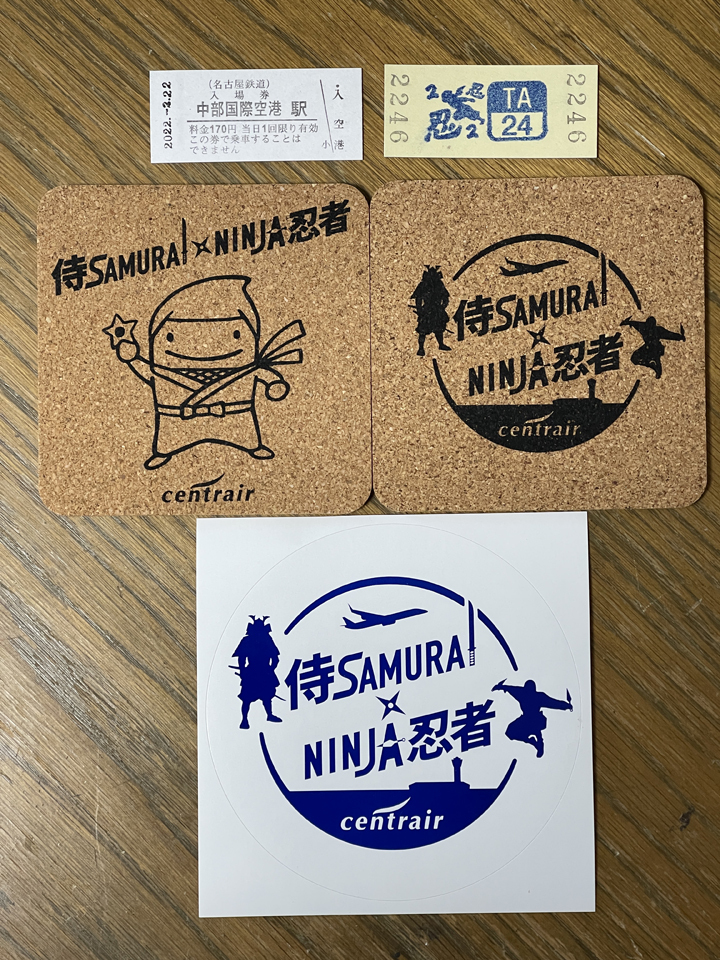 2022.-2.22
(名古屋鉄道)
入場券
中部国際空港 駅
料金170円 当日1回限り有効
この券で乗車することは
できません
・入
空
小 港
2246
2 忍
忍 2
TA
24
2246
侍SAMURAI×NINJA忍者
centrair
侍SAMURAI
×
NINJA忍者
centrair
侍SAMURAI
×
NINJA忍者
centrair